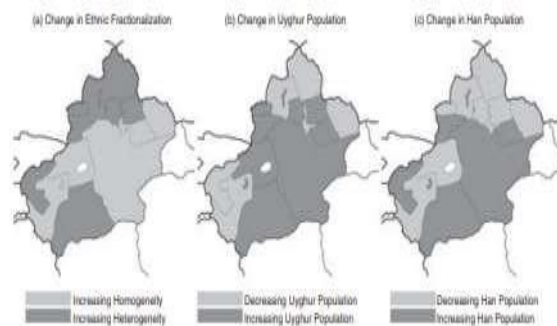 (a) Change in Ethnic Fractionalization
(b) Change in Uyghur Population
(c) Change in Han Population
Increasing Homogeneity
Increasing Heterogeneity
Decreasing Uyghur Population
Increasing Uyghur Population
Decreasing Han Population
Increasing Han Population